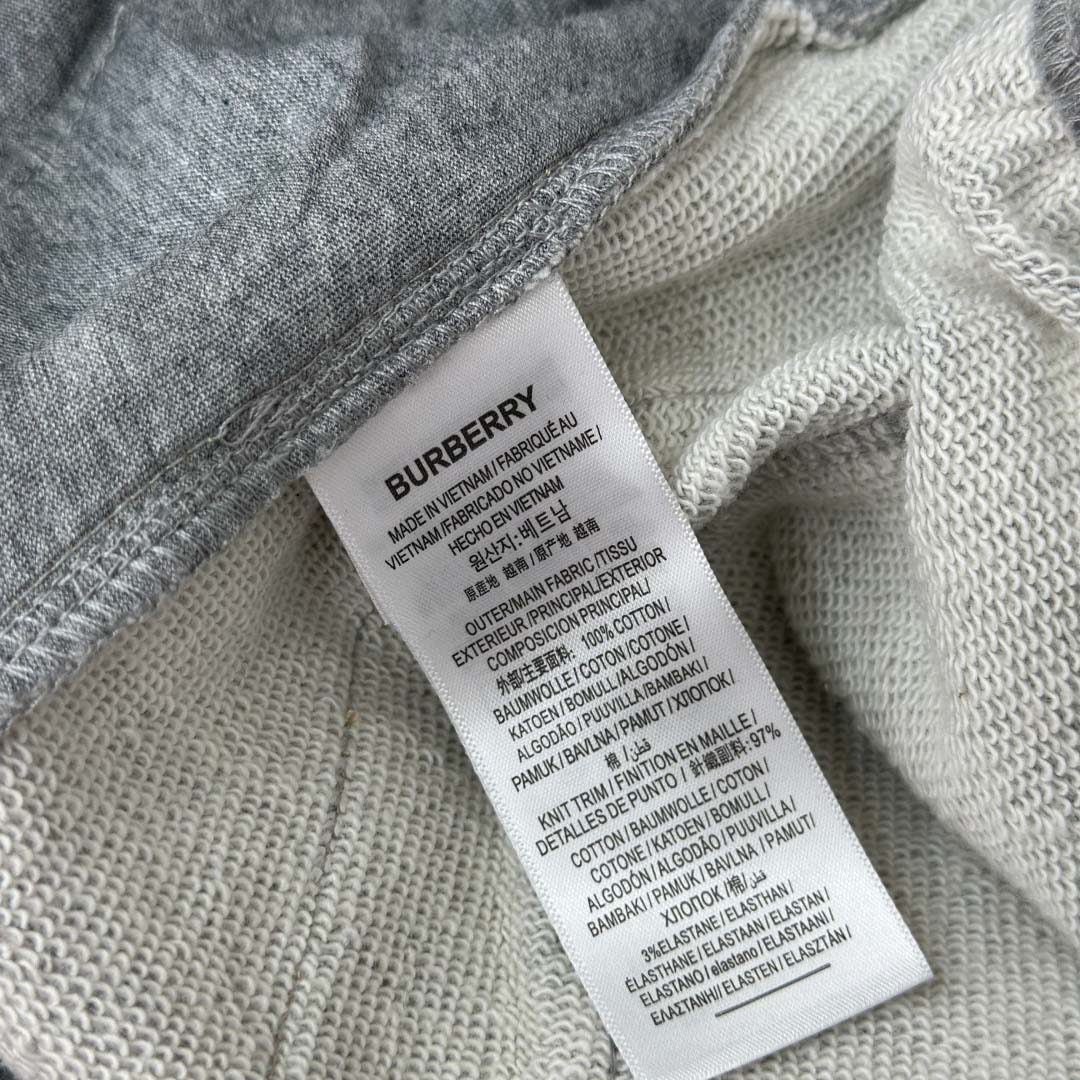 BURBERRY
MADE IN VIETNAM / FABRIQUÉ AU
VIETNAM / FABRICADO NO VIETNAME /
HECHO EN VIETNAM
원산지: 베트남
原産地 越南 / 原产地 越南
OUTER/MAIN FABRIC/TISSU
EXTERIEUR / PRINCIPAL/EXTERIOR
COMPOSICION PRINCIPAL/
外部/主要面料: 100% COTTON /
BAUMWOLLE / COTON / COTONE /
KATOEN / BOMULL / ALGODÓN /
ALGODÃO / PUUVILLA / BAMBAKI /
PAMUK / BAVLNA / PAMUT / ХЛОПОК /
棉 / قطن /
KNIT TRIM / FINITION EN MAILLE /
DETALLES DE PUNTO / 針織副料: 97%
COTTON / BAUMWOLLE / COTON /
COTONE / KATOEN / BOMULL /
ALGODÓN / ALGODÃO / PUUVILLA /
BAMBAKI / PAMUK / BAVLNA / PAMUT /
ХЛОПОК / 棉 / قطن
3%ELASTANE / ELASTHAN /
ÉLASTHANE / ELASTAAN / ELASTAN /
ELASTANO / elastano / ELASTAANI /
ΕΛΑΣΤΑΝΗ / ELASTEN / ELASZTÁN /